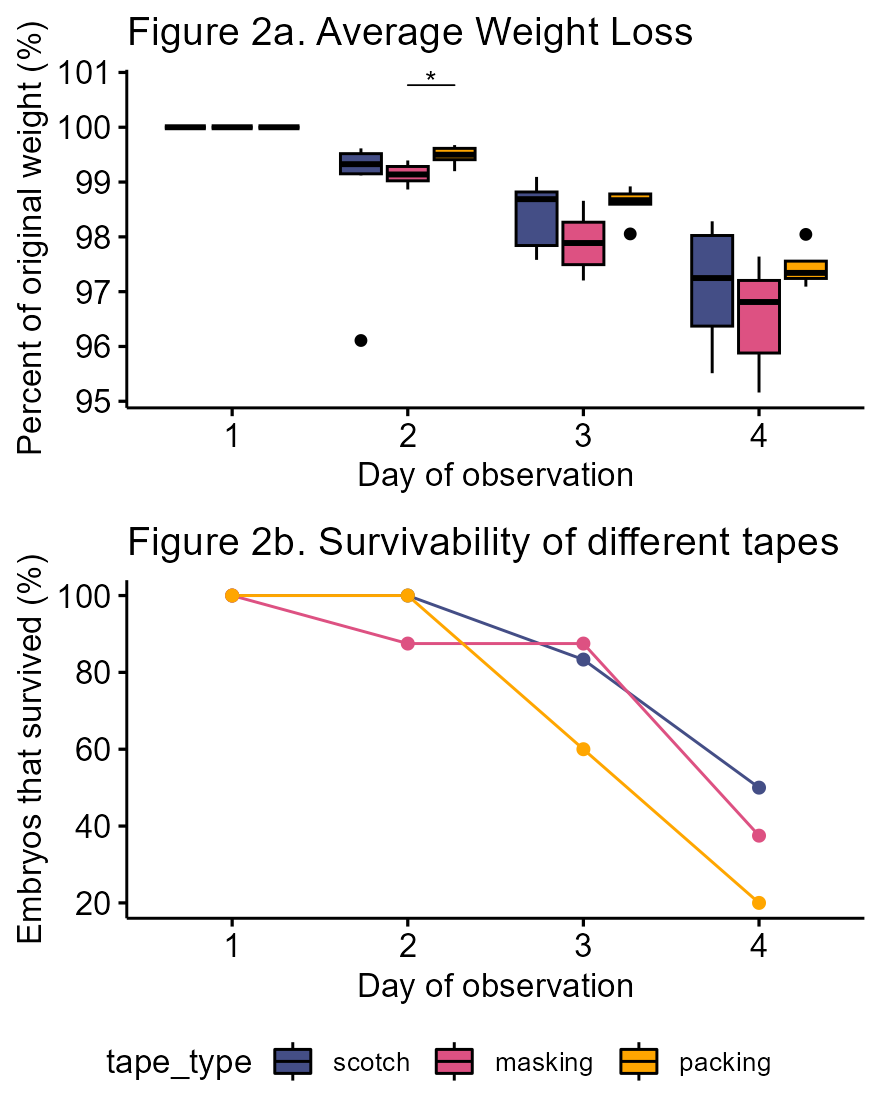 Figure 2a. Average Weight Loss
Percent of original weight (%)
101
100
99
98
97
96
95
*
1 2 3 4
Day of observation
Figure 2b. Survivability of different tapes
Embryos that survived (%)
100
80
60
40
20
1 2 3 4
Day of observation
tape_type scotch masking packing